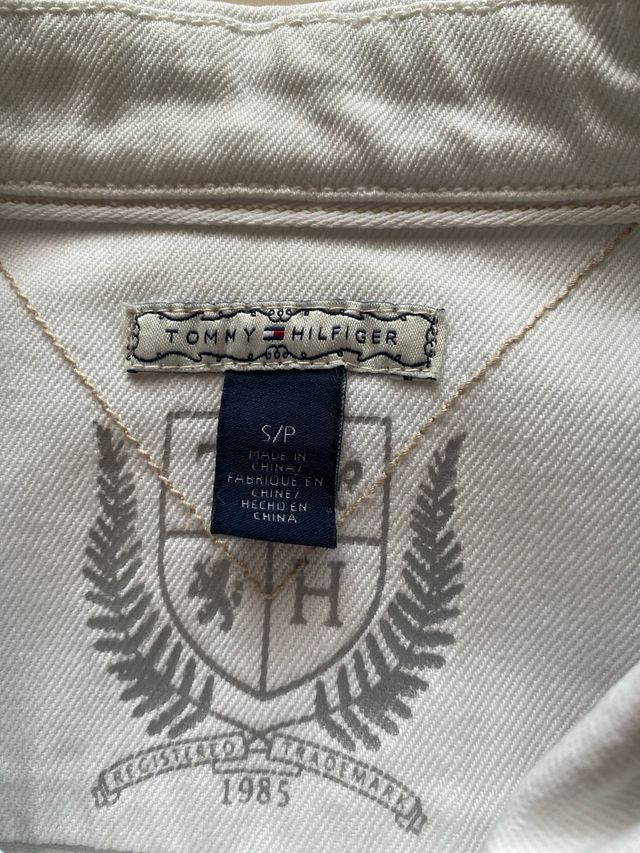 TOMMY HILFIGER
S/P
MADE IN
CHINA/
FABRIQUE EN
CHINE/
HECHO EN
CHINA
H
REGISTERED TRADEMARK
1985